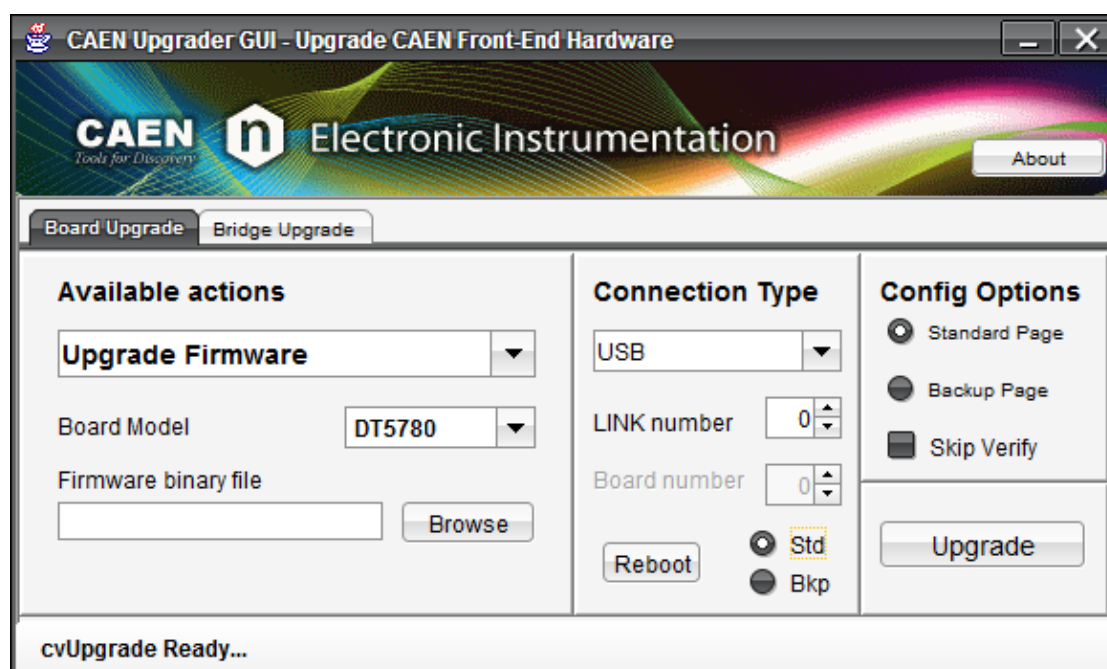 CAEN Upgrader GUI - Upgrade CAEN Front-End Hardware
CAEN
Tools for Discovery
n Electronic Instrumentation
About
Board Upgrade
Bridge Upgrade
Available actions
Upgrade Firmware
Board Model
DT5780
Firmware binary file
Browse
Connection Type
USB
LINK number
0
Board number
0
Reboot
Std
Bkp
Config Options
Standard Page
Backup Page
Skip Verify
Upgrade
cvUpgrade Ready...